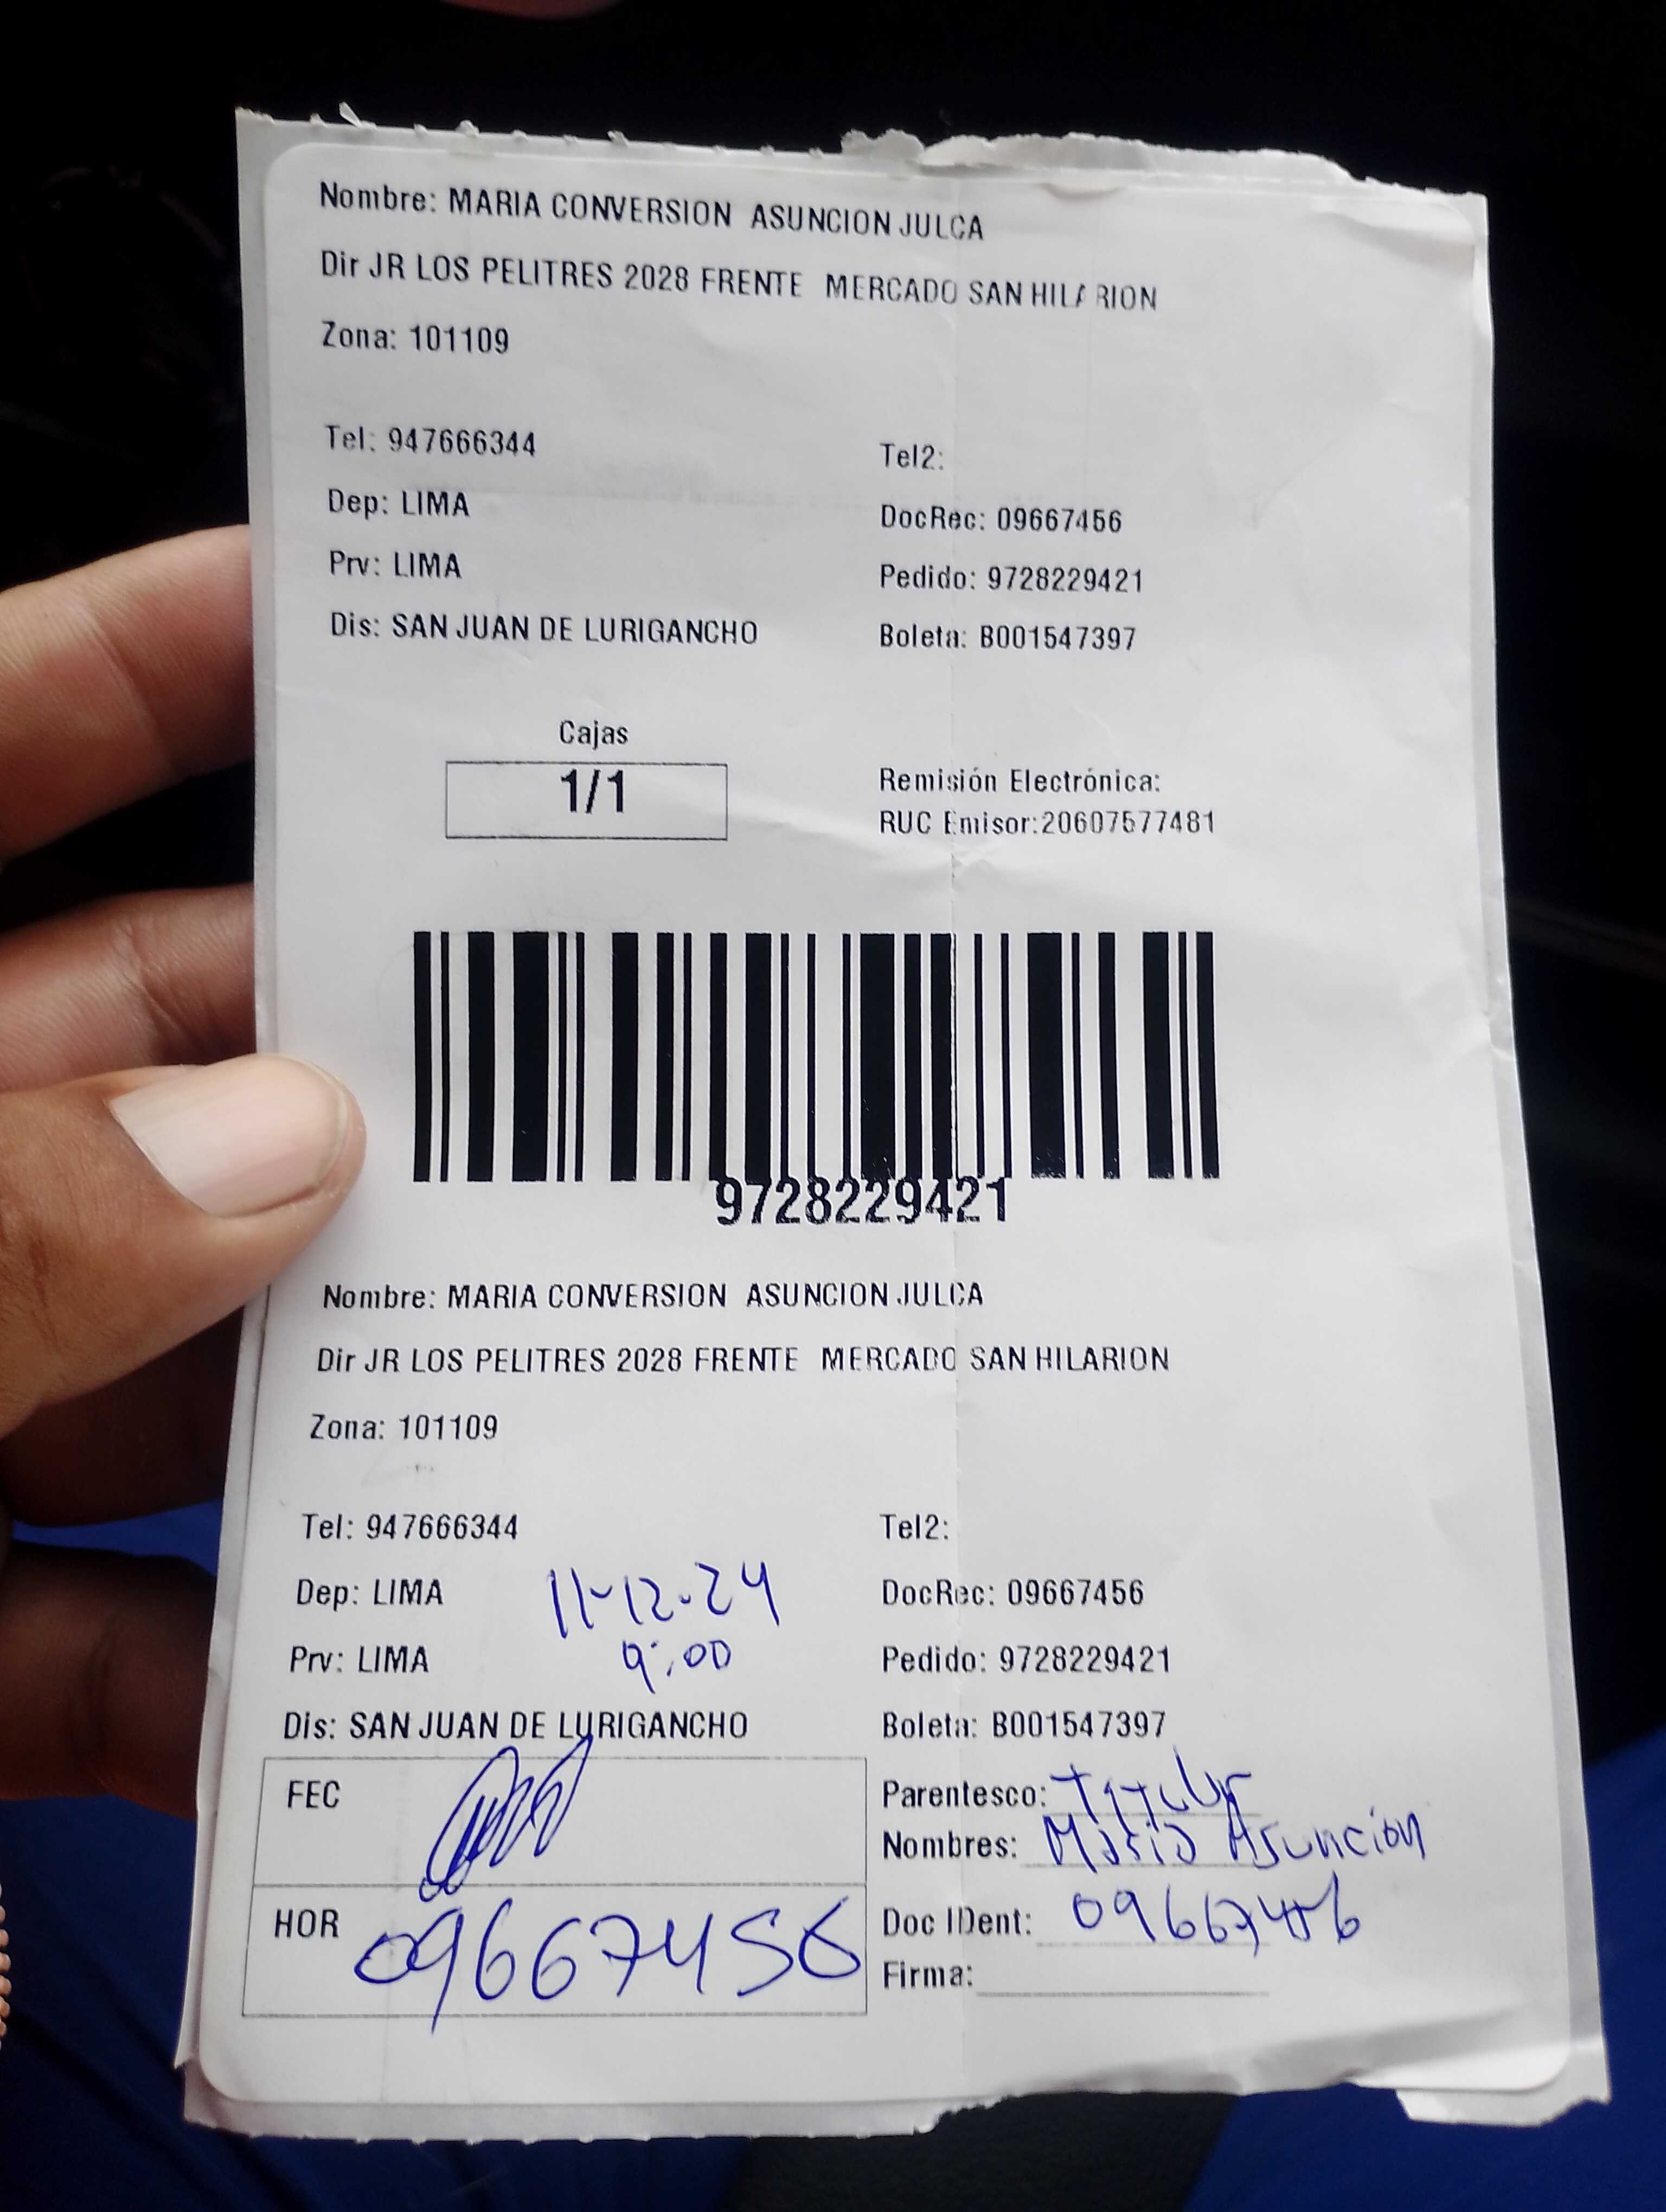 Nombre: MARIA CONVERSION ASUNCION JULCA
Dir JR LOS PELITRES 2028 FRENTE MERCADO SAN HILARION
Zona: 101109
Tel: 947666344
Tel2:
Dep: LIMA
DocRec: 09667456
Prv: LIMA
Pedido: 9728229421
Dis: SAN JUAN DE LURIGANCHO
Boleta: B001547397
Cajas
1/1
Remisión Electrónica:
RUC Emisor:20607577481
9728229421
Nombre: MARIA CONVERSION ASUNCION JULCA
Dir JR LOS PELITRES 2028 FRENTE MERCADO SAN HILARION
Zona: 101109
Tel: 947666344
Tel2:
Dep: LIMA
11-12-24
DocRec: 09667456
Prv: LIMA
9:00
Pedido: 9728229421
Dis: SAN JUAN DE LURIGANCHO
Boleta: B001547397
FEC
Parentesco: Titular
Nombres: Maria Asuncion
HOR 09667456
Doc IDent: 09667456
Firma: